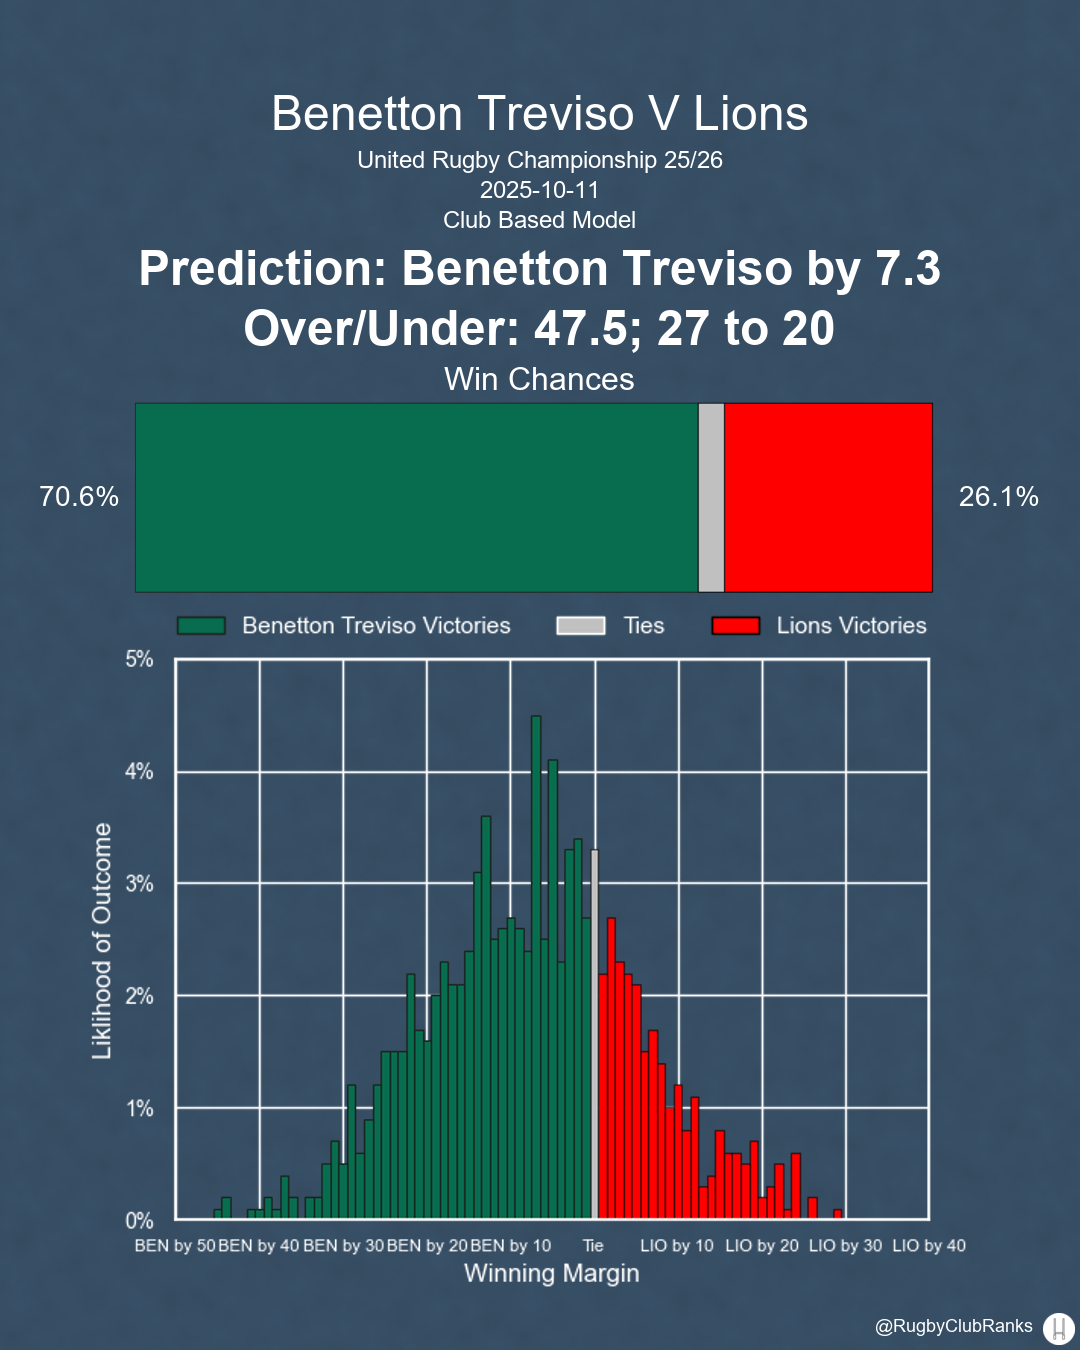 Benetton Treviso V Lions
United Rugby Championship 25/26
2025-10-11
Club Based Model
Prediction: Benetton Treviso by 7.3
Over/Under: 47.5; 27 to 20
Win Chances
70.6%
26.1%
Benetton Treviso Victories
Ties
Lions Victories
5%
4%
3%
2%
1%
0%
Liklihood of Outcome
BEN by 50 BEN by 40 BEN by 30 BEN by 20 BEN by 10 Tie LIO by 10 LIO by 20 LIO by 30 LIO by 40
Winning Margin
@RugbyClubRanks